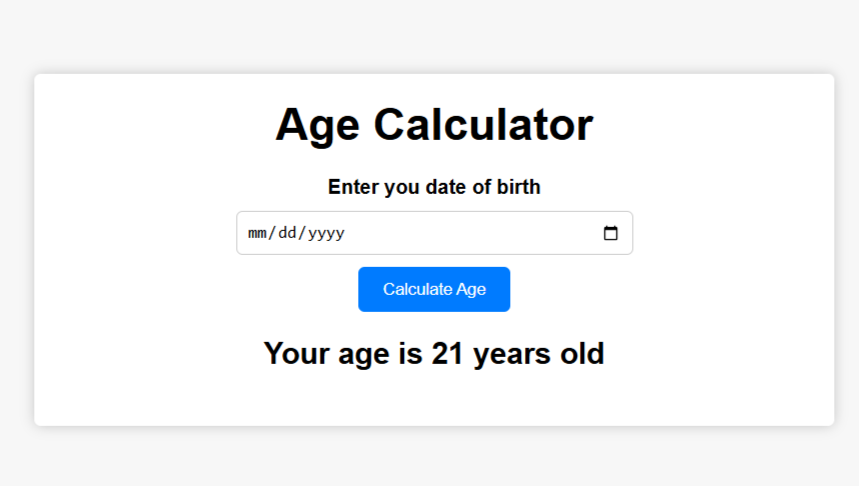 Age Calculator
Enter you date of birth
mm/dd/yyyy
Calculate Age
Your age is 21 years old